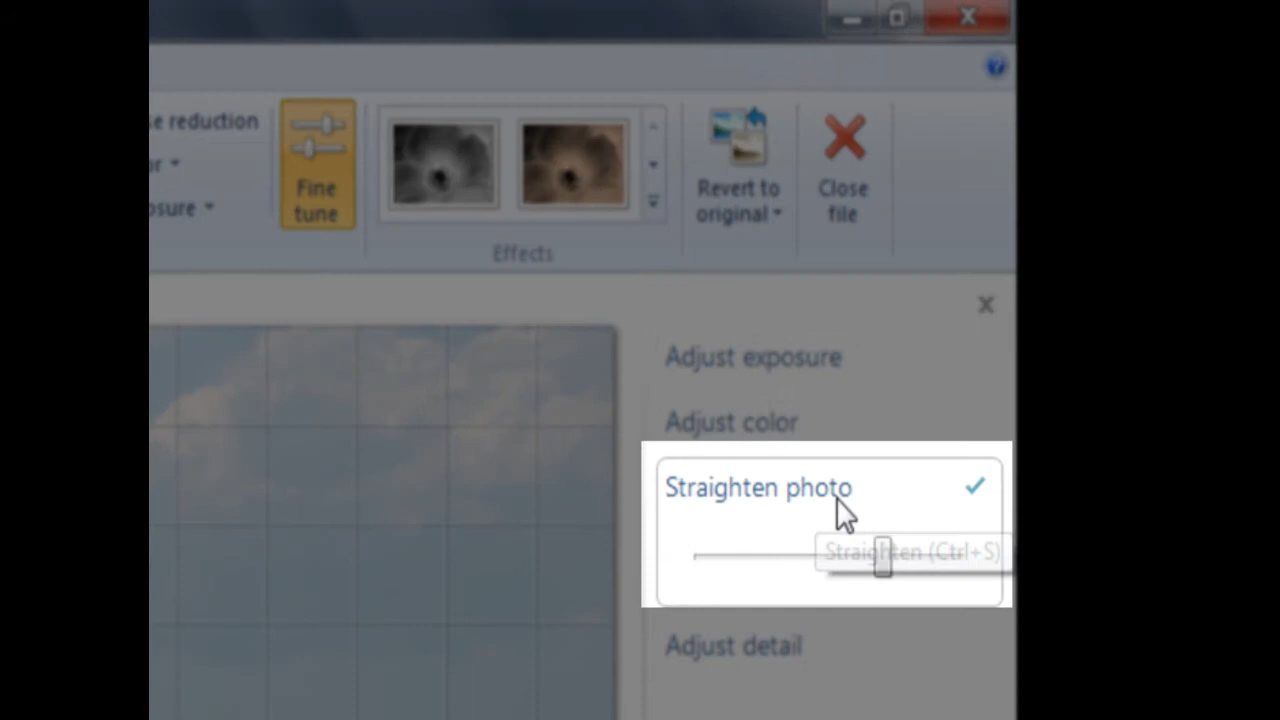 se reduction
or
osure
Fine
tune
Effects
Revert to
original
Close
file
Adjust exposure
Adjust color
Straighten photo
Straighten (Ctrl+S)
Adjust detail